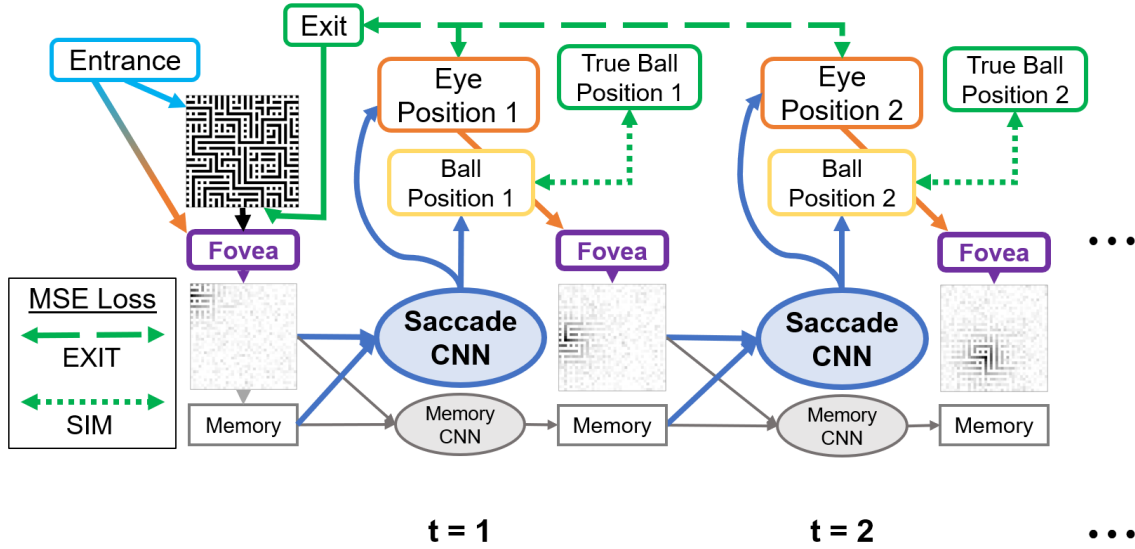 Exit
Entrance
Eye
Position 1
True Ball
Position 1
Eye
Position 2
True Ball
Position 2
Ball
Position 1
Ball
Position 2
Fovea
Fovea
Fovea
...
MSE Loss
EXIT
SIM
Saccade
CNN
Saccade
CNN
Memory
Memory
CNN
Memory
Memory
CNN
Memory
t = 1
t = 2
...